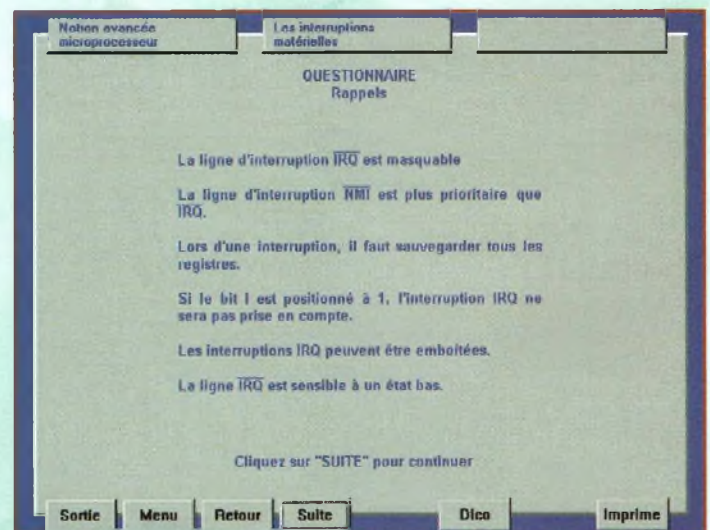 Notion avancée
microprocesseur
Les interruptions
matérielles
QUESTIONNAIRE
Rappels
La ligne d'interruption I̅R̅Q̅ est masquable
La ligne d'interruption N̅M̅I̅ est plus prioritaire que
IRQ.
Lors d'une interruption, il faut sauvegarder tous les
registres.
Si le bit I est positionné à 1, l'interruption IRQ ne
sera pas prise en compte.
Les interruptions IRQ peuvent être emboitées.
La ligne I̅R̅Q̅ est sensible à un état bas.
Cliquez sur "SUITE" pour continuer
Sortie Menu Retour Suite Dico Imprime